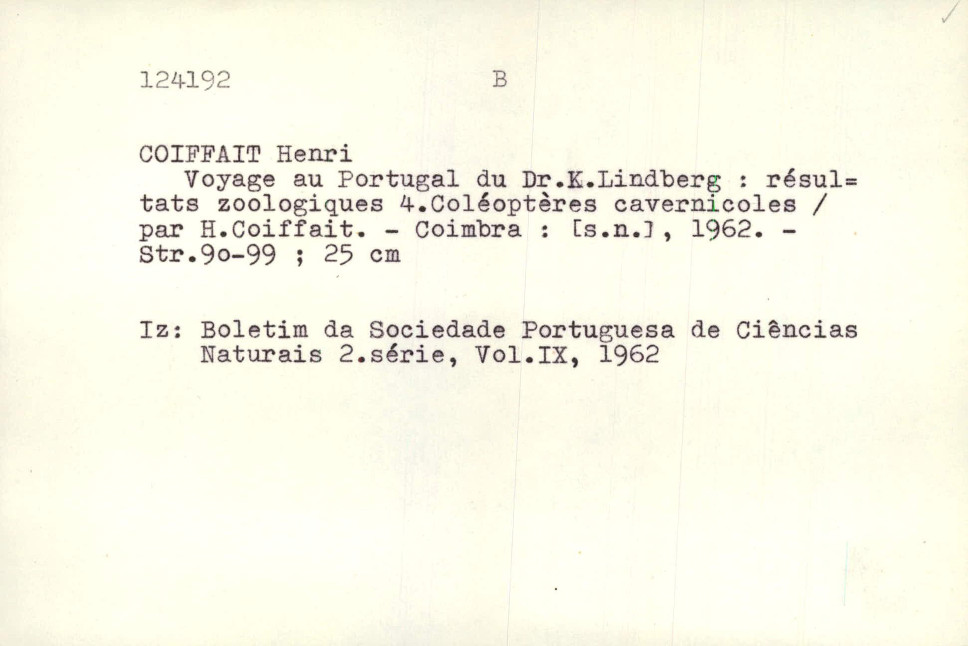 124192 B
COIFFAIT Henri
Voyage au Portugal du Dr.K.Lindberg : résul=
tats zoologiques 4.Coléoptères cavernicoles /
par H.Coiffait. - Coimbra : [s.n.], 1962. -
Str.90-99 ; 25 cm
Iz: Boletim da Sociedade Portuguesa de Ciências
Naturais 2.série, Vol.IX, 1962